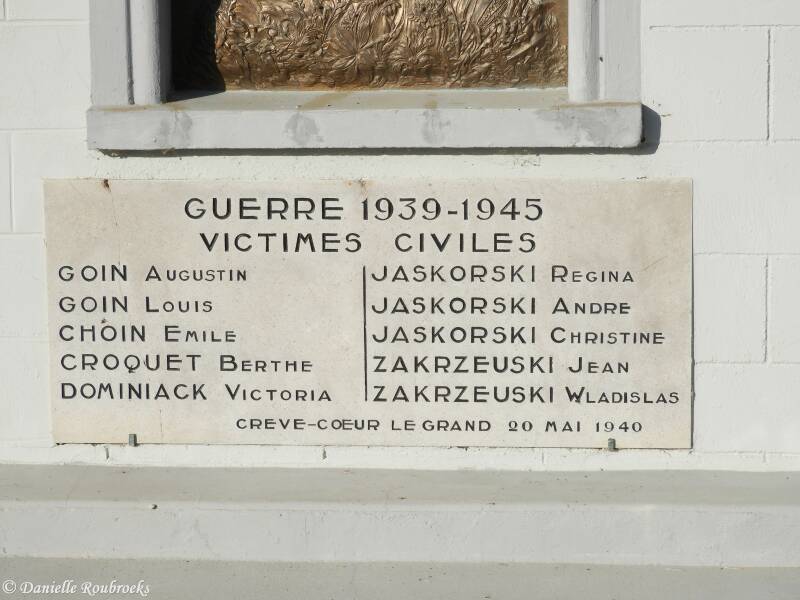 GUERRE 1939-1945
VICTIMES CIVILES
GOIN AUGUSTIN
GOIN LOUIS
CHOIN EMILE
CROQUET BERTHE
DOMINIACK VICTORIA
JASKORSKI REGINA
JASKORSKI ANDRE
JASKORSKI CHRISTINE
ZAKRZEUSKI JEAN
ZAKRZEUSKI WLADISLAS
CREVE-CŒUR LE GRAND 20 MAI 1940
© Danielle Roubroeks